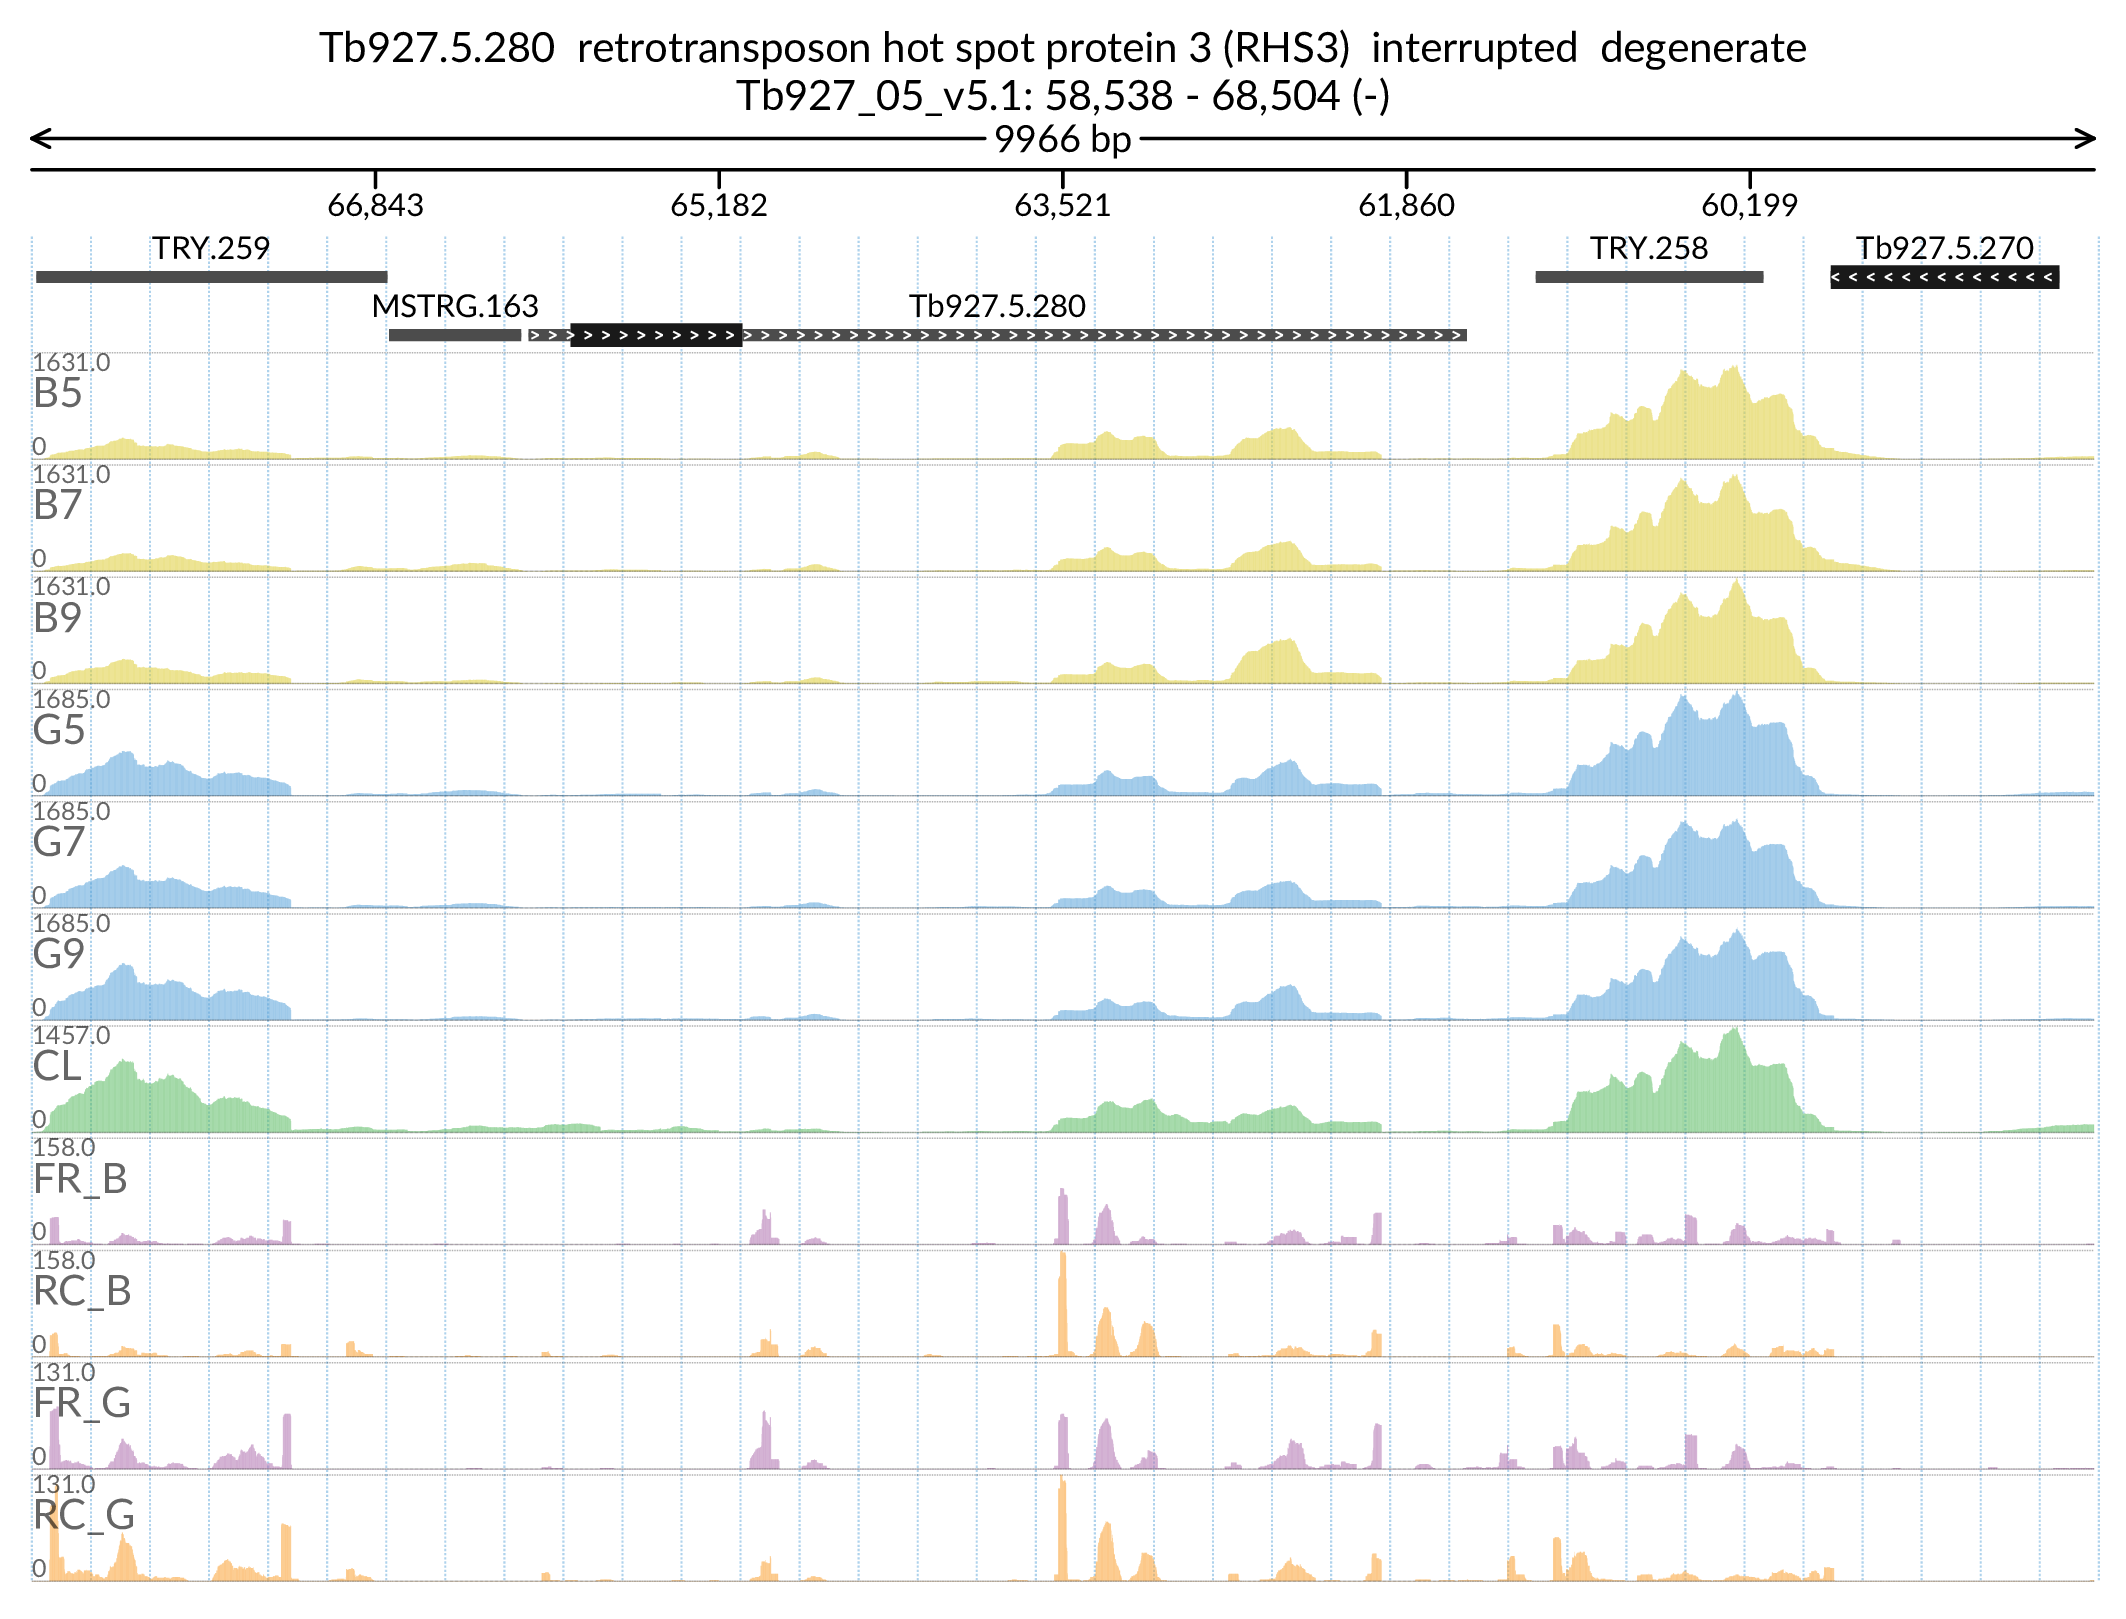 Tb927.5.280 retrotransposon hot spot protein 3 (RHS3) interrupted degenerate
Tb927_05_v5.1: 58,538 - 68,504 (-)
9966 bp
66,843 65,182 63,521 61,860 60,199
TRY.259 TRY.258 Tb927.5.270
MSTRG.163 Tb927.5.280
1631.0
B5
0
1631.0
B7
0
1631.0
B9
0
1685.0
G5
0
1685.0
G7
0
1685.0
G9
0
1457.0
CL
0
158.0
FR_B
0
158.0
RC_B
0
131.0
FR_G
0
131.0
RC_G
0